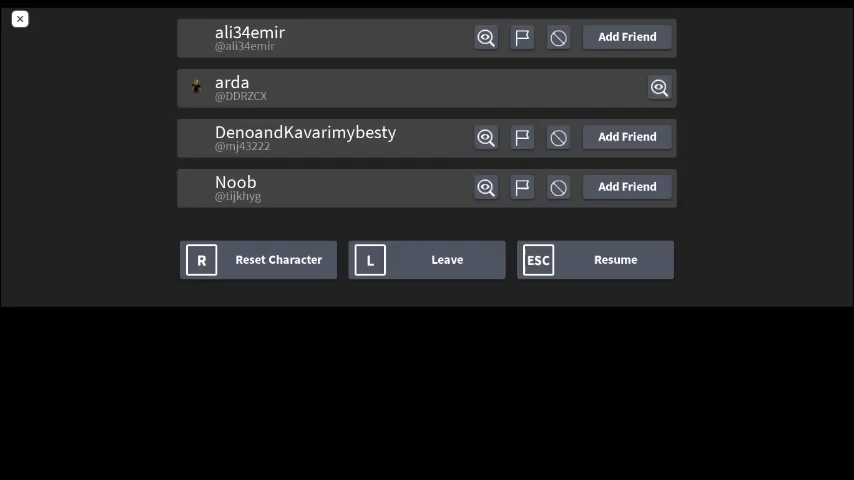 ali34emir
@ali34emir
Add Friend
arda
@DDRZCX
DenoandKavarimybesty
@mj43222
Add Friend
Noob
@tijkhyg
Add Friend
R Reset Character
L Leave
ESC Resume